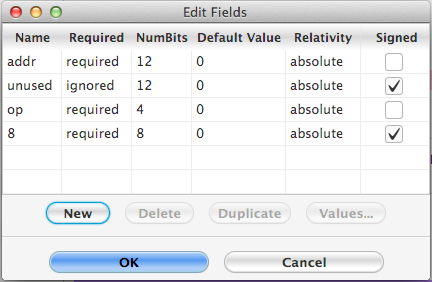 Edit Fields
Name Required NumBits Default Value Relativity Signed
addr required 12 0 absolute
unused ignored 12 0 absolute
op required 4 0 absolute
8 required 8 0 absolute
New Delete Duplicate Values...
OK Cancel